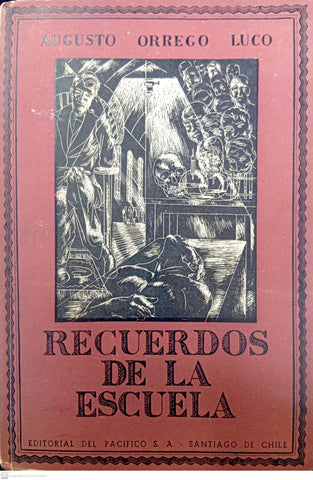 AUGUSTO ORREGO LUCO
RECUERDOS
DE LA
ESCUELA
EDITORIAL DEL PACIFICO S. A. - SANTIAGO DE CHILE